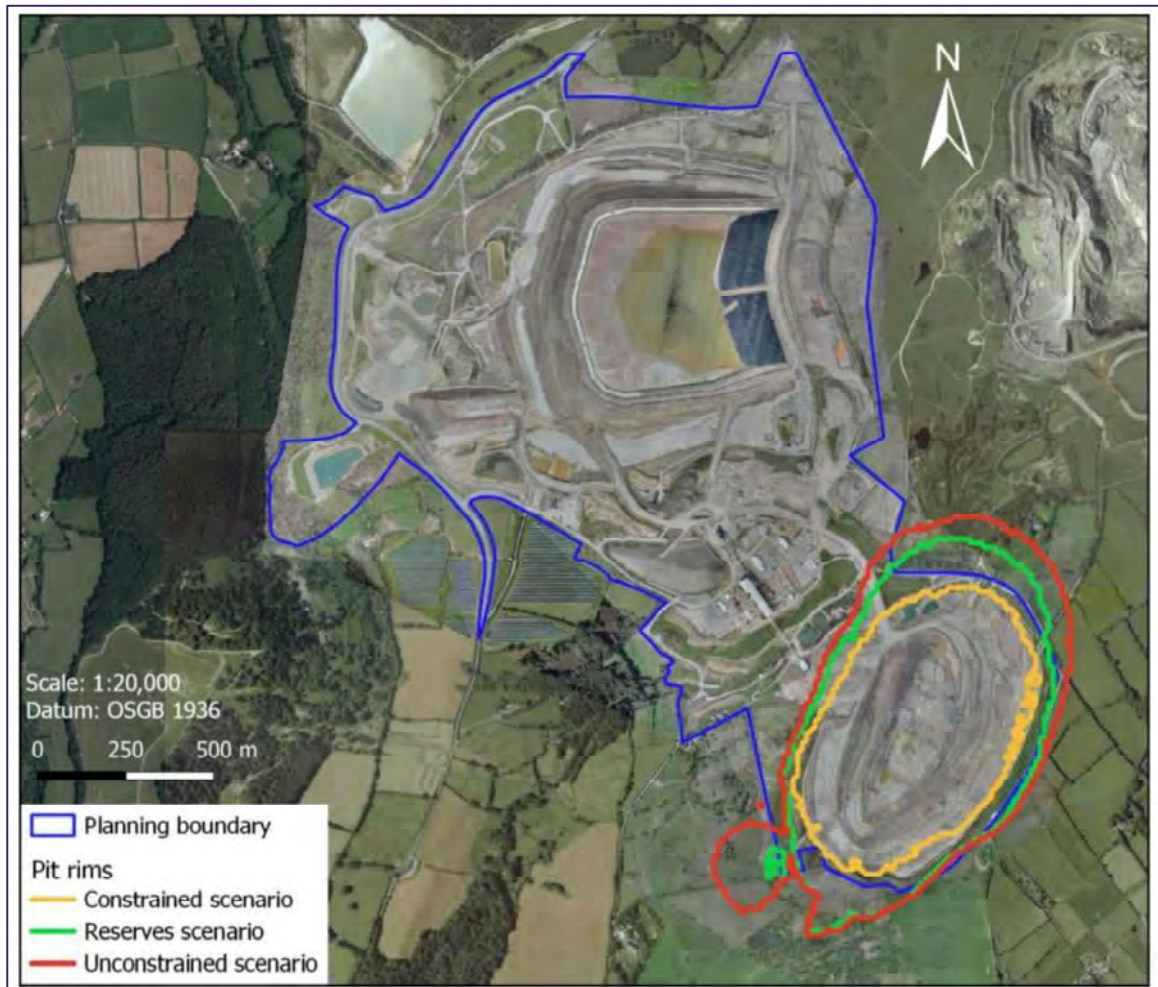 N
Scale: 1:20,000
Datum: OSGB 1936
0 250 500 m
Planning boundary
Pit rims
Constrained scenario
Reserves scenario
Unconstrained scenario